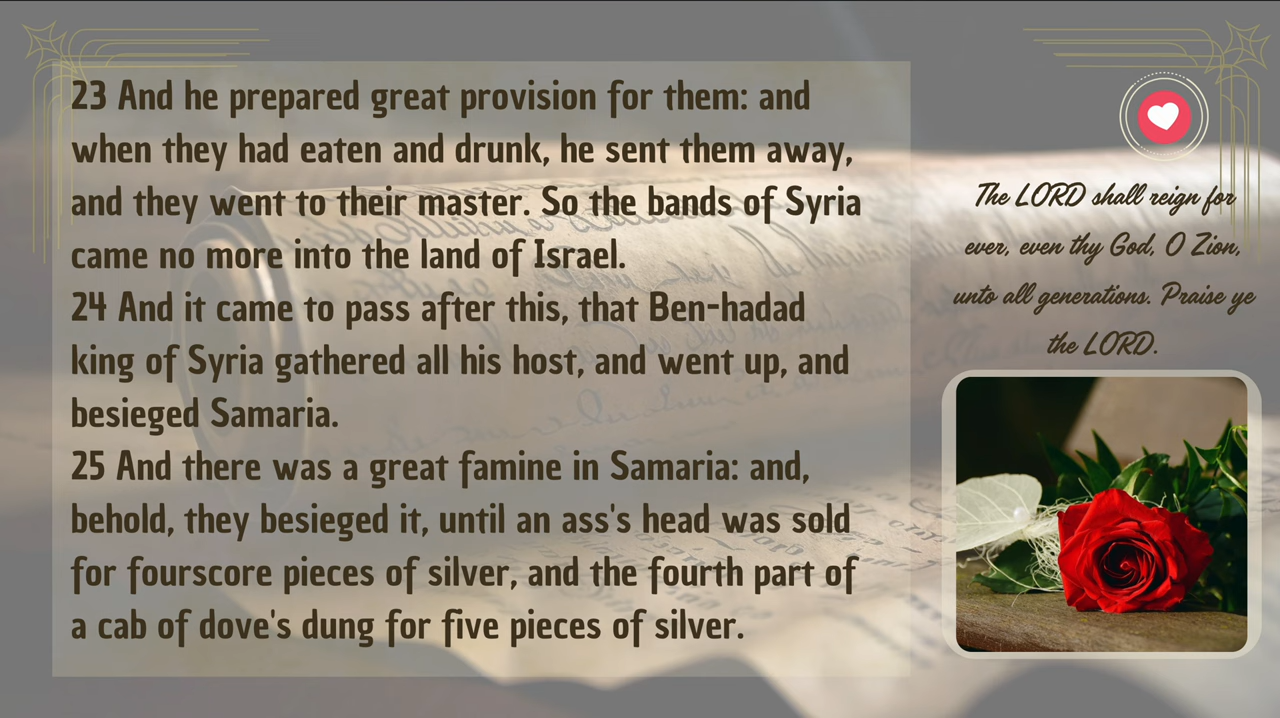 23 And he prepared great provision for them: and
when they had eaten and drunk, he sent them away,
and they went to their master. So the bands of Syria
came no more into the land of Israel.
24 And it came to pass after this, that Ben-hadad
king of Syria gathered all his host, and went up, and
besieged Samaria.
25 And there was a great famine in Samaria: and,
behold, they besieged it, until an ass's head was sold
for fourscore pieces of silver, and the fourth part of
a cab of dove's dung for five pieces of silver.
The LORD shall reign for
ever, even thy God, O Zion,
unto all generations. Praise ye
the LORD.